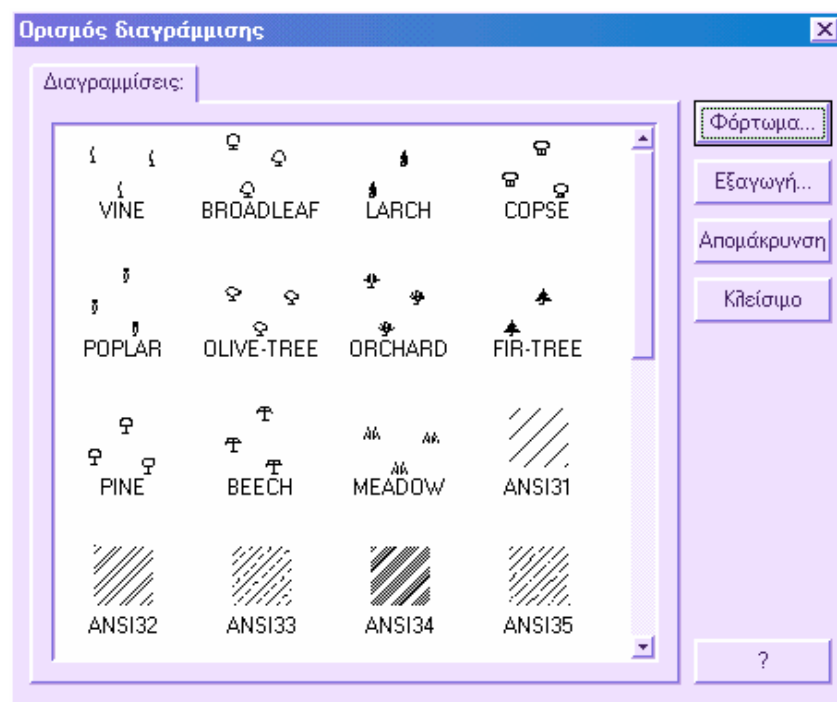 Ορισμός διαγράμμισης
Διαγραμμίσεις:
VINE BROADLEAF LARCH COPSE
POPLAR OLIVE-TREE ORCHARD FIR-TREE
PINE BEECH MEADOW ANSI31
ANSI32 ANSI33 ANSI34 ANSI35
Φόρτωμα...
Εξαγωγή...
Απομάκρυνση
Κλείσιμο
?